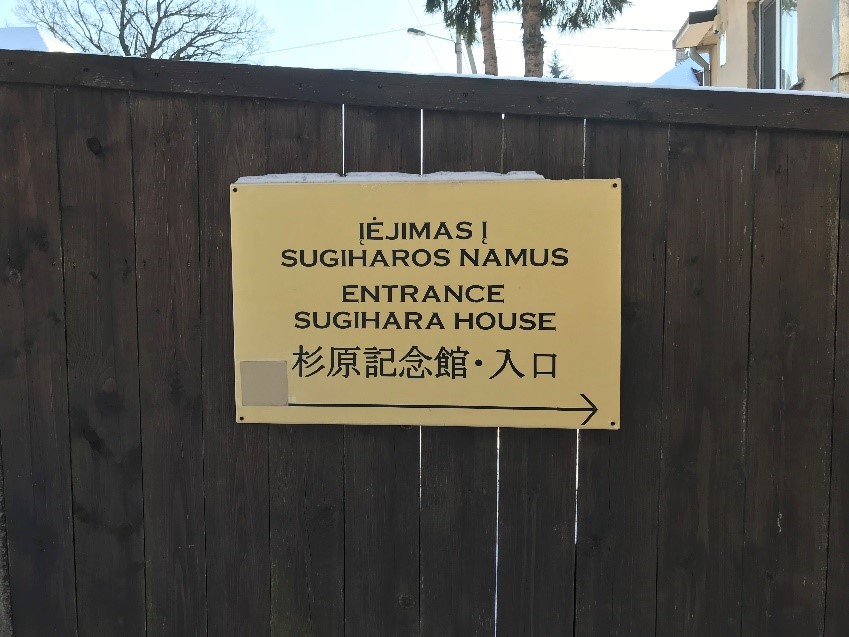 ĮĖJIMAS Į
SUGIHAROS NAMUS
ENTRANCE
SUGIHARA HOUSE
杉原記念館・入口